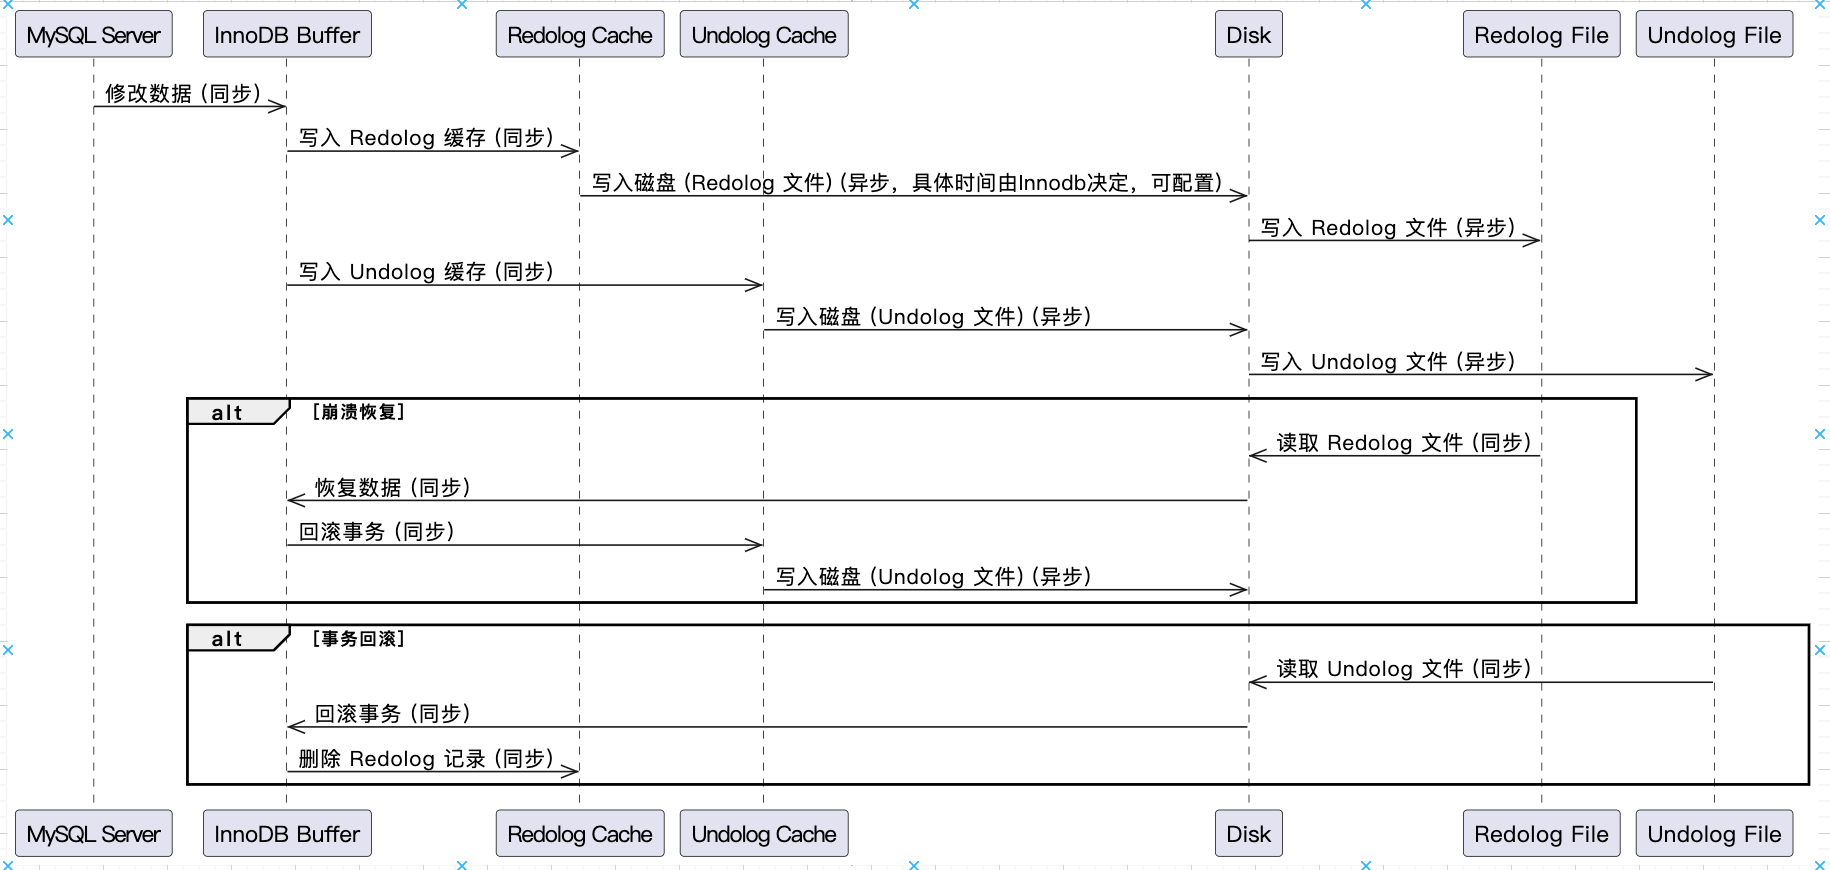 MySQL Server InnoDB Buffer Redolog Cache Undolog Cache Disk Redolog File Undolog File
修改数据 (同步)
写入 Redolog 缓存 (同步)
写入磁盘 (Redolog 文件) (异步，具体时间由Innodb决定，可配置)
写入 Redolog 文件 (异步)
写入 Undolog 缓存 (同步)
写入磁盘 (Undolog 文件) (异步)
写入 Undolog 文件 (异步)
alt [崩溃恢复]
读取 Redolog 文件 (同步)
恢复数据 (同步)
回滚事务 (同步)
写入磁盘 (Undolog 文件) (异步)
alt [事务回滚]
读取 Undolog 文件 (同步)
回滚事务 (同步)
删除 Redolog 记录 (同步)
MySQL Server InnoDB Buffer Redolog Cache Undolog Cache Disk Redolog File Undolog File